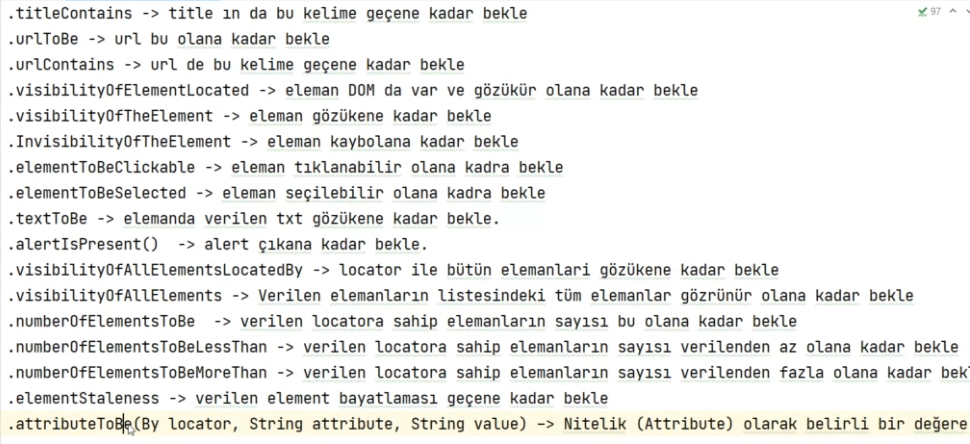 97
.titleContains -> title ın da bu kelime geçene kadar bekle
.urlToBe -> url bu olana kadar bekle
.urlContains -> url de bu kelime geçene kadar bekle
.visibilityOfElementLocated -> eleman DOM da var ve gözükür olana kadar bekle
.visibilityOfTheElement -> eleman gözükene kadar bekle
.InvisibilityOfTheElement -> eleman kaybolana kadar bekle
.elementToBeClickable -> eleman tıklanabilir olana kadra bekle
.elementToBeSelected -> eleman seçilebilir olana kadra bekle
.textToBe -> elemanda verilen txt gözükene kadar bekle.
.alertIsPresent() -> alert çıkana kadar bekle.
.visibilityOfAllElementsLocatedBy -> locator ile bütün elemanlari gözükene kadar bekle
.visibilityOfAllElements -> Verilen elemanların listesindeki tüm elemanlar gözrünür olana kadar bekle
.numberOfElementsToBe -> verilen locatora sahip elemanların sayısı bu olana kadar bekle
.numberOfElementsToBeLessThan -> verilen locatora sahip elemanların sayısı verilenden az olana kadar bekle
.numberOfElementsToBeMoreThan -> verilen locatora sahip elemanların sayısı verilenden fazla olana kadar bekl
.elementStaleness -> verilen element bayatlaması geçene kadar bekle
.attributeToBe(By locator, String attribute, String value) -> Nitelik (Attribute) olarak belirli bir değere